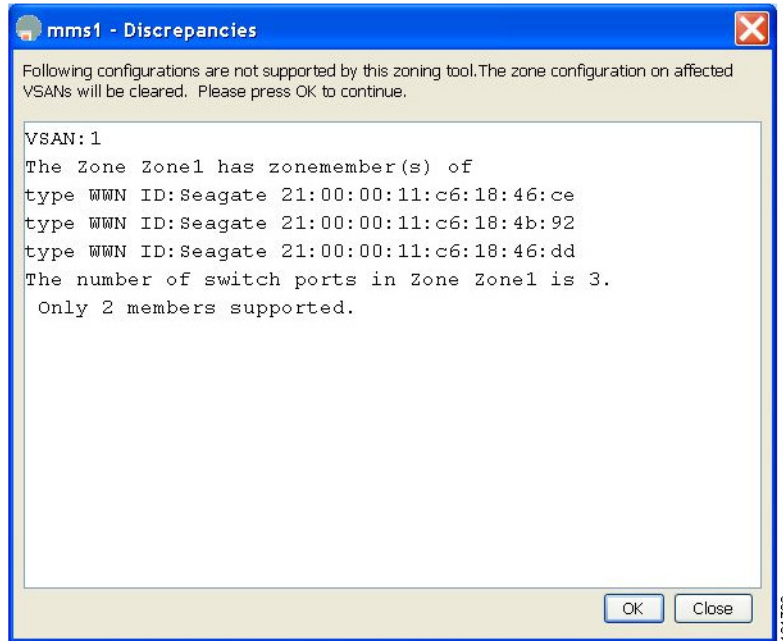 mms1 - Discrepancies
Following configurations are not supported by this zoning tool.The zone configuration on affected
VSANs will be cleared. Please press OK to continue.
VSAN:1
The Zone Zone1 has zonemember(s) of
type WWN ID:Seagate 21:00:00:11:c6:18:46:ce
type WWN ID:Seagate 21:00:00:11:c6:18:4b:92
type WWN ID:Seagate 21:00:00:11:c6:18:46:dd
The number of switch ports in Zone Zone1 is 3.
Only 2 members supported.
OK Close